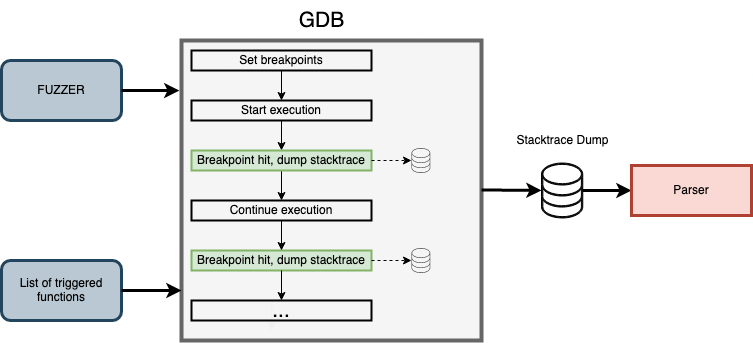 GDB
Set breakpoints
FUZZER
Start execution
Stacktrace Dump
Breakpoint hit, dump stacktrace
Parser
Continue execution
Breakpoint hit, dump stacktrace
List of triggered
functions
...